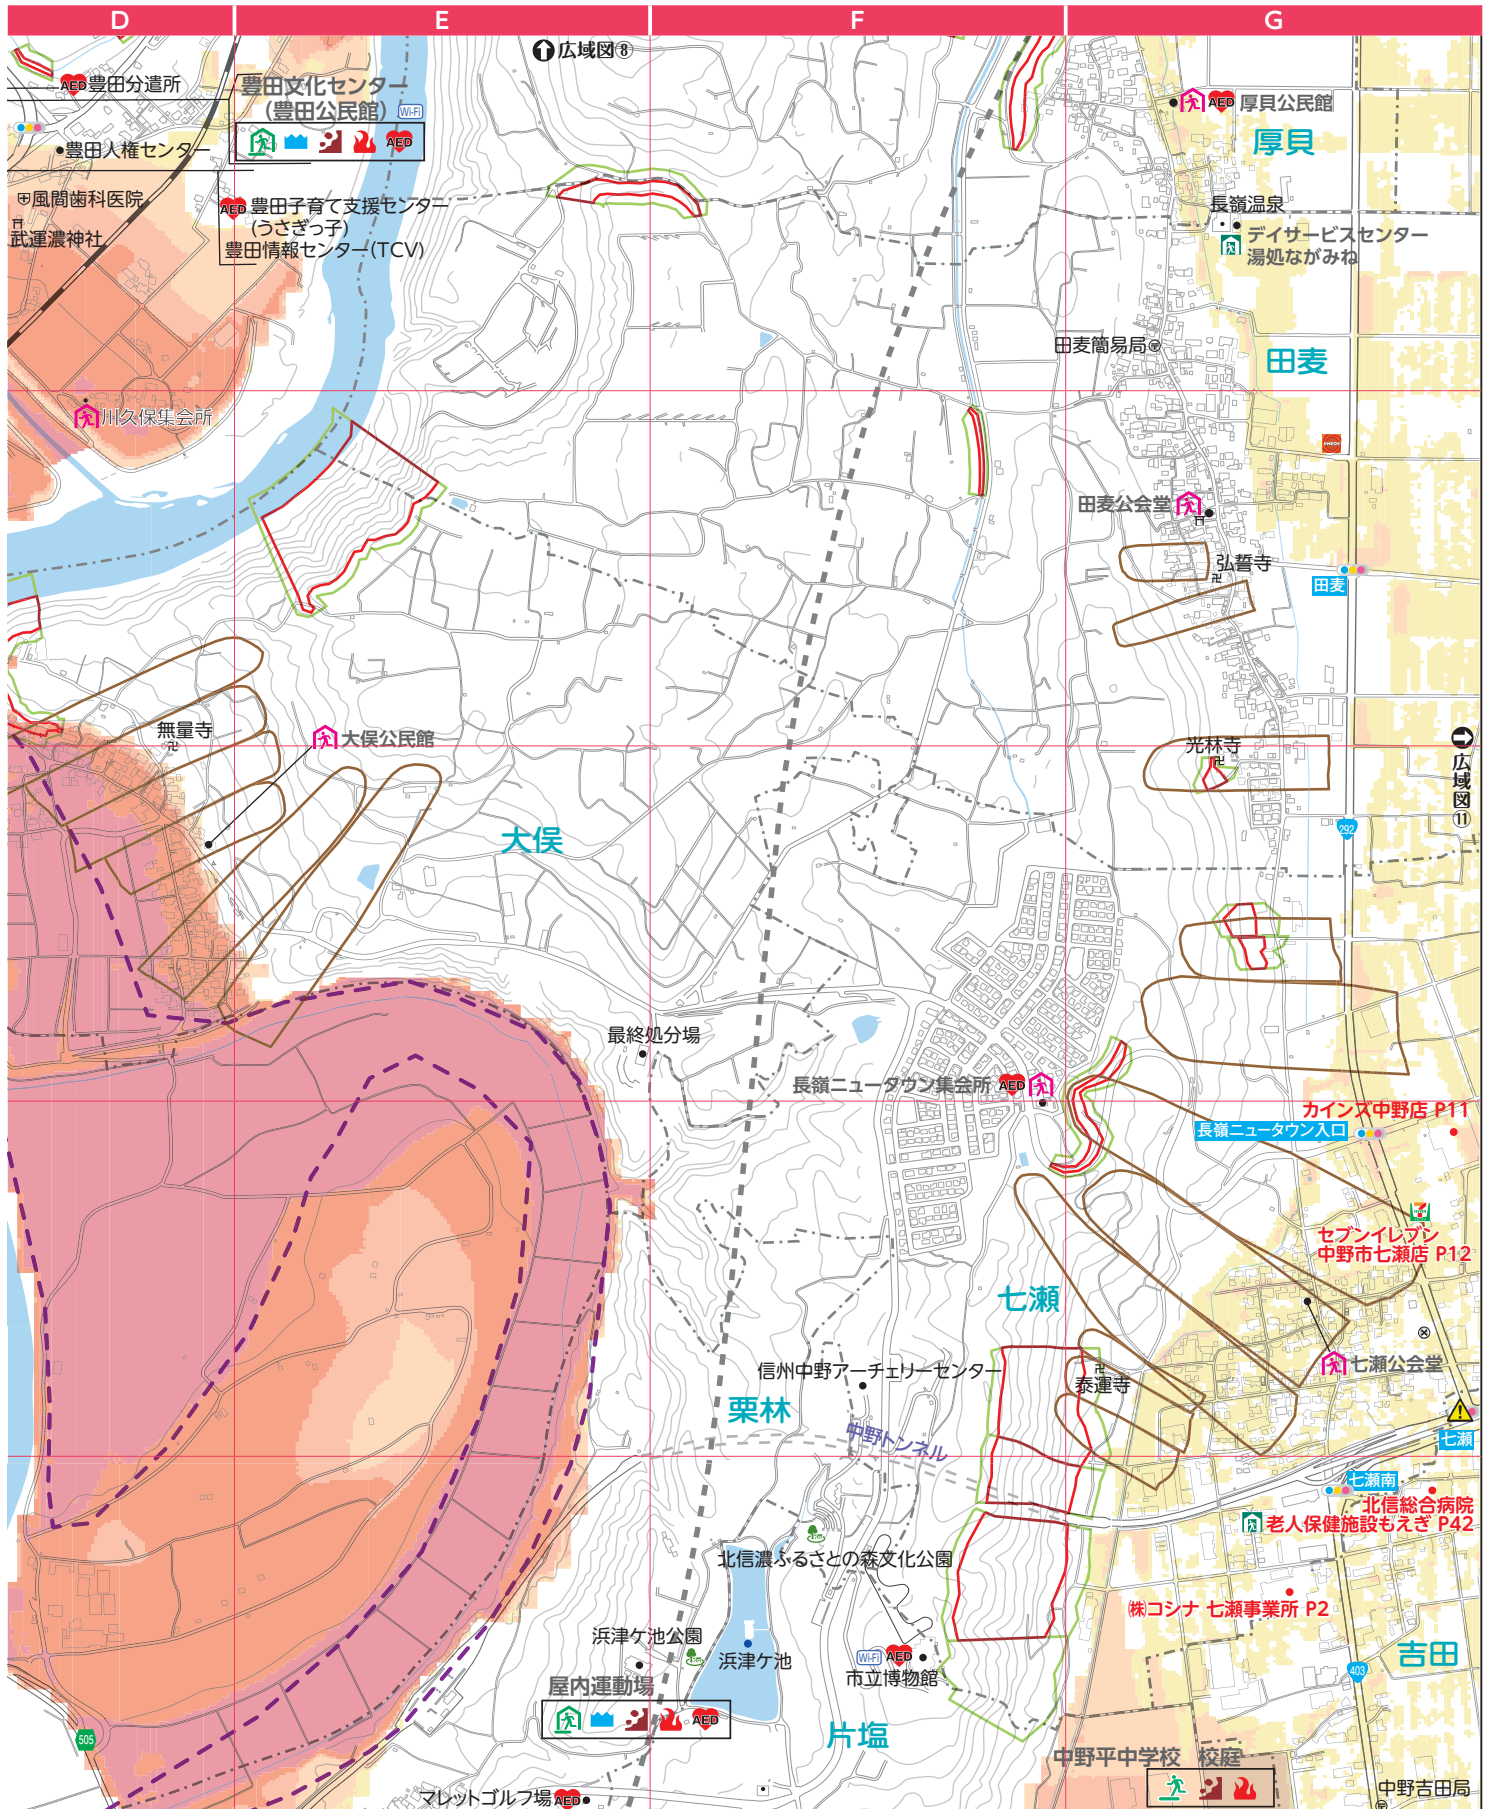 D
E
F
G
広域図⑧
AED 豊田分遣所
豊田文化センター
(豊田公民館) Wi-Fi
AED
豊田人権センター
風間歯科医院
武運濃神社
AED 豊田子育て支援センター
(うさぎっ子)
豊田情報センター(TCV)
AED 厚貝公民館
厚貝
長嶺温泉
デイサービスセンター
湯処ながみね
田麦簡易局
田麦
川久保集会所
田麦公会堂
弘誓寺
田麦
無量寺
大俣公民館
光林寺
広域図⑪
292
大俣
最終処分場
長嶺ニュータウン集会所 AED
カインズ中野店 P11
長嶺ニュータウン入口
セブンイレブン
中野市七瀬店 P12
七瀬
七瀬公会堂
信州中野アーチェリーセンター
泰運寺
栗林
中野トンネル
七瀬
七瀬南
北信総合病院
老人保健施設もえぎ P42
北信濃ふるさとの森文化公園
㈱コシナ 七瀬事業所 P2
浜津ケ池公園
浜津ケ池
Wi-Fi AED
市立博物館
吉田
403
屋内運動場
AED
505
片塩
中野平中学校 校庭
マレットゴルフ場 AED
中野吉田局